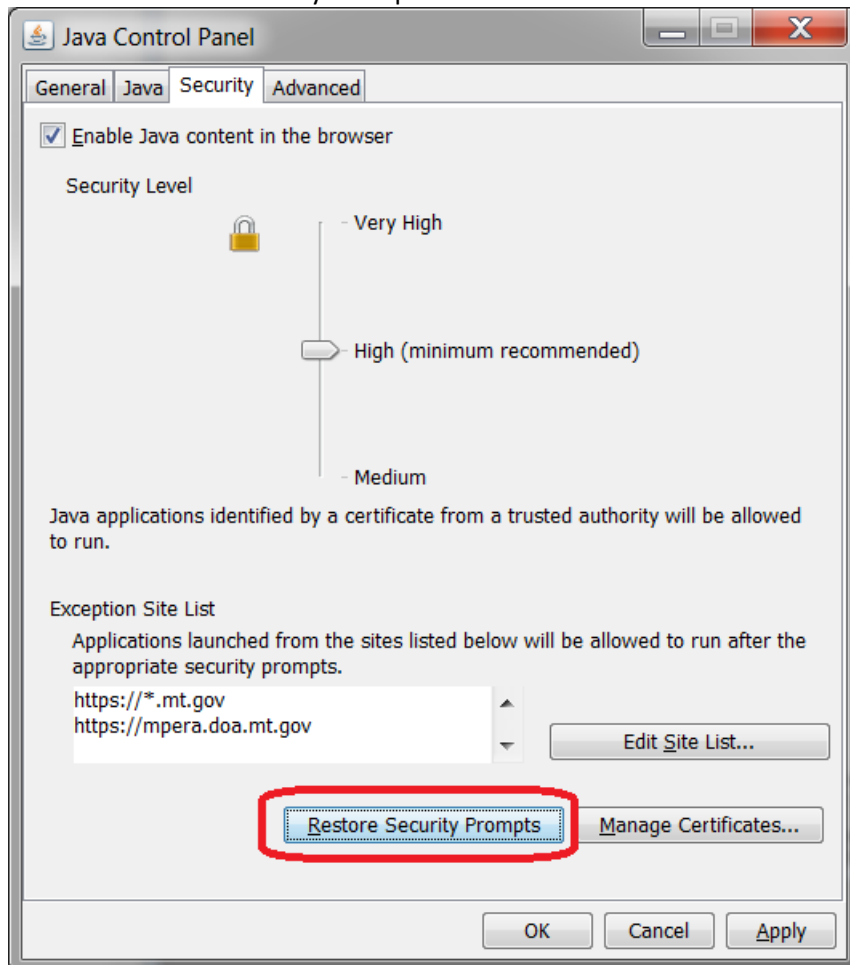 Java Control Panel
General Java Security Advanced
Enable Java content in the browser
Security Level
- Very High
- High (minimum recommended)
- Medium
Java applications identified by a certificate from a trusted authority will be allowed
to run.
Exception Site List
Applications launched from the sites listed below will be allowed to run after the
appropriate security prompts.
https://*.mt.gov
https://mpera.doa.mt.gov
Edit Site List...
Restore Security Prompts Manage Certificates...
OK Cancel Apply